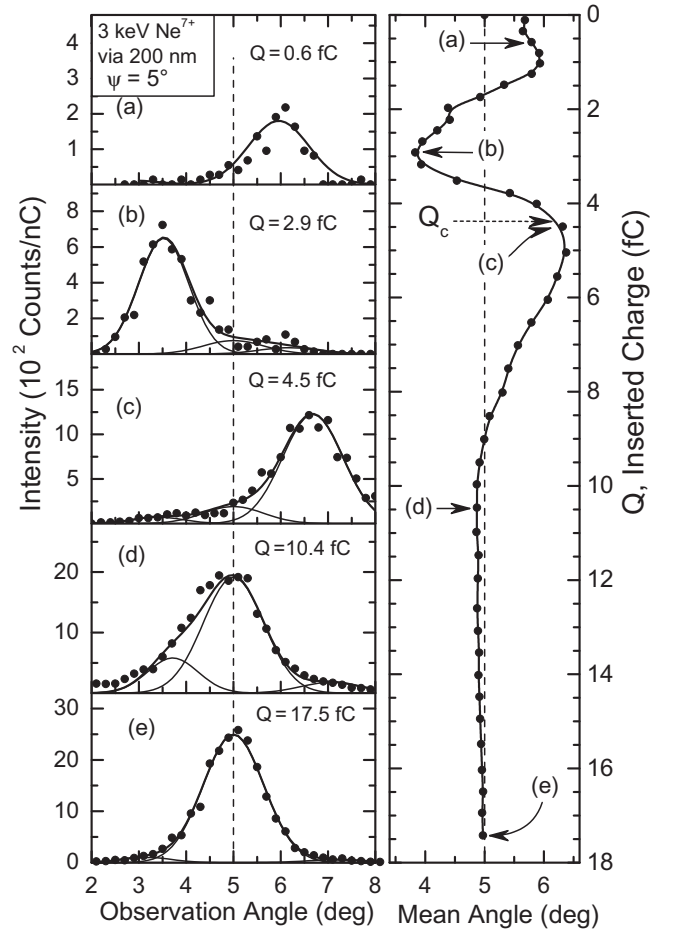 3 keV Ne7+
via 200 nm
ψ = 5°
Q = 0.6 fC
(a)
4
3
2
1
(b)
Q = 2.9 fC
8
6
4
2
(c)
Q = 4.5 fC
15
10
5
(d)
Q = 10.4 fC
20
10
(e)
Q = 17.5 fC
30
20
10
0
2 3 4 5 6 7 8
Observation Angle (deg)
Intensity (10 2 Counts/nC)
(a)
(b)
Qc
(c)
(d)
(e)
0
2
4
6
8
10
12
14
16
18
4 5 6
Mean Angle (deg)
Q, Inserted Charge (fC)